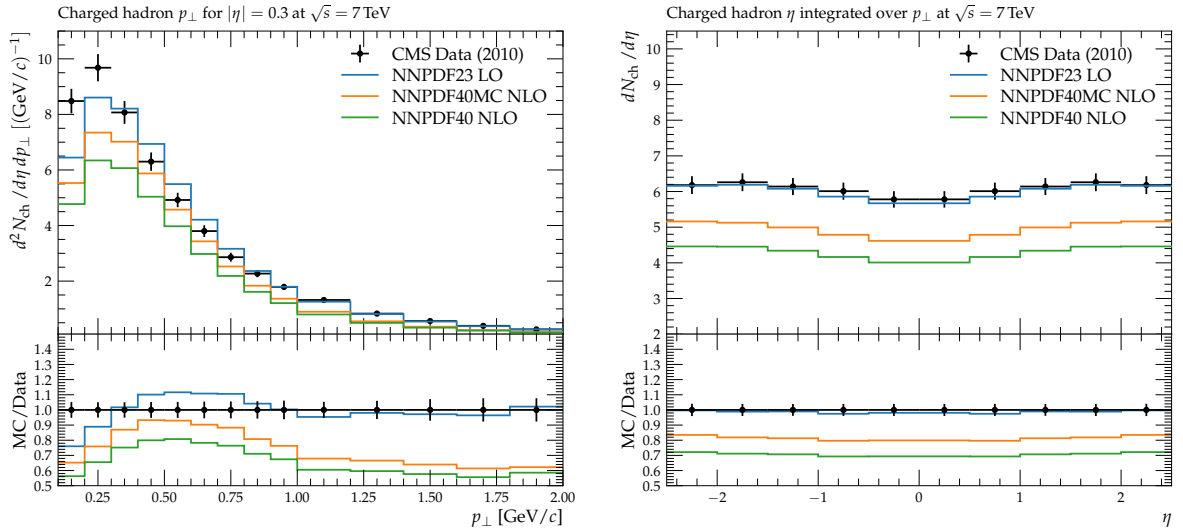 Charged hadron p⊥ for |η| = 0.3 at √s = 7 TeV
d²N_ch / dη dp⊥ [(GeV/c)⁻¹]
10
8
6
4
2
CMS Data (2010)
NNPDF23 LO
NNPDF40MC NLO
NNPDF40 NLO
MC/Data
1.4
1.3
1.2
1.1
1.0
0.9
0.8
0.7
0.6
0.5
0.25 0.50 0.75 1.00 1.25 1.50 1.75 2.00
p⊥ [GeV/c]
Charged hadron η integrated over p⊥ at √s = 7 TeV
dN_ch / dη
10
9
8
7
6
5
4
3
2
CMS Data (2010)
NNPDF23 LO
NNPDF40MC NLO
NNPDF40 NLO
MC/Data
1.4
1.3
1.2
1.1
1.0
0.9
0.8
0.7
0.6
0.5
−2 −1 0 1 2
η